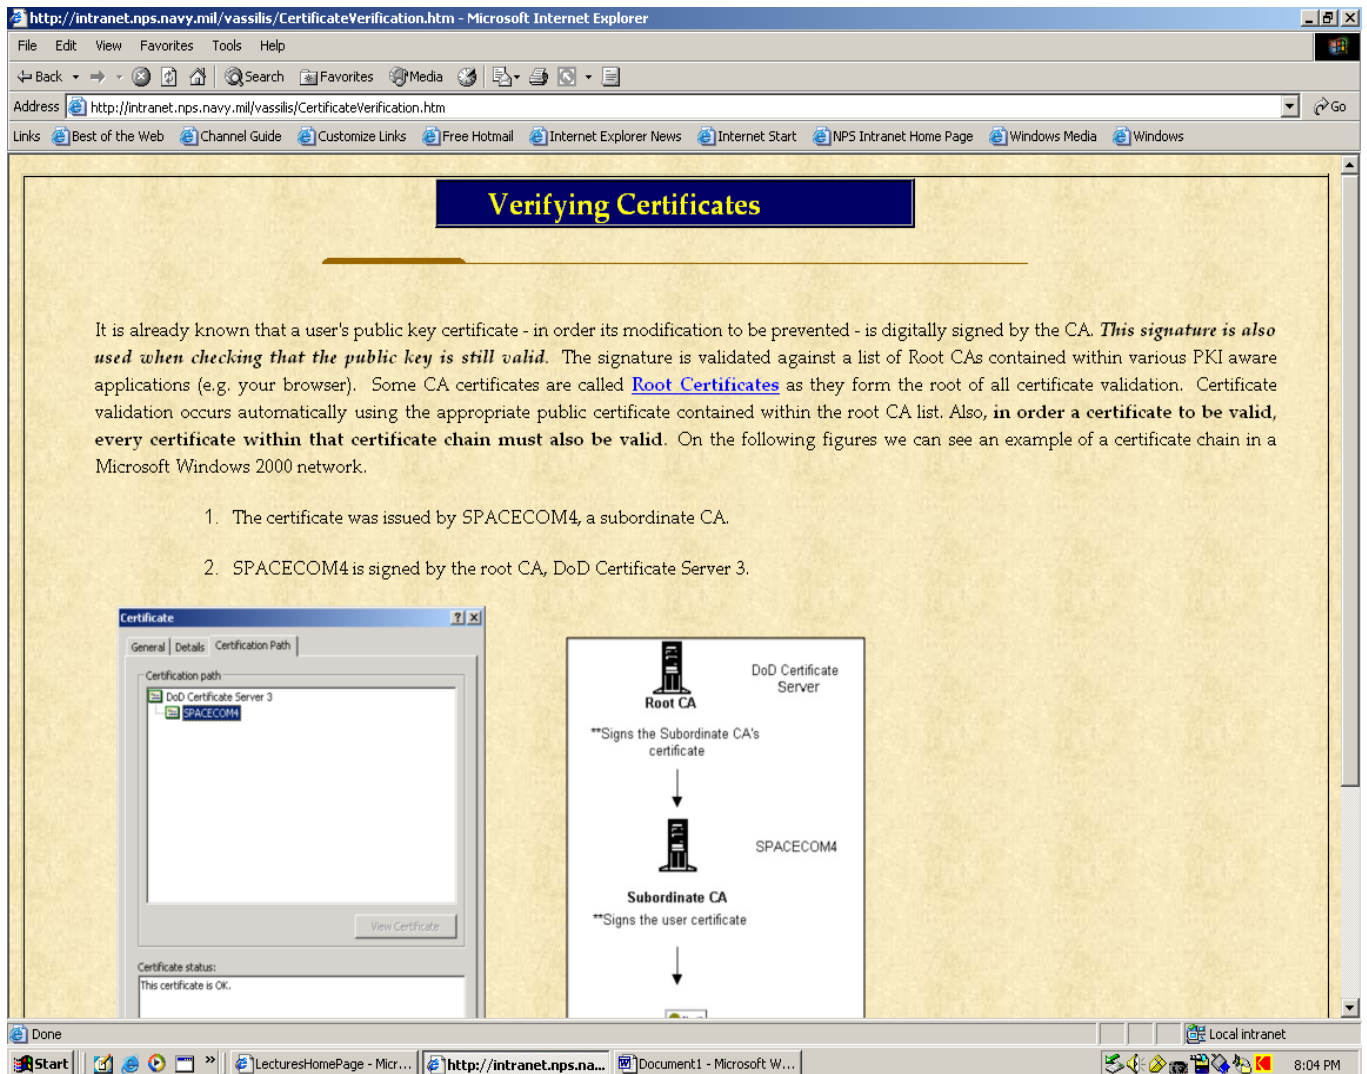 http://intranet.nps.navy.mil/vassilis/CertificateVerification.htm - Microsoft Internet Explorer
File Edit View Favorites Tools Help
Back Search Favorites Media
Address http://intranet.nps.navy.mil/vassilis/CertificateVerification.htm Go
Links Best of the Web Channel Guide Customize Links Free Hotmail Internet Explorer News Internet Start NPS Intranet Home Page Windows Media Windows
Verifying Certificates
It is already known that a user's public key certificate - in order its modification to be prevented - is digitally signed by the CA. This signature is also
used when checking that the public key is still valid. The signature is validated against a list of Root CAs contained within various PKI aware
applications (e.g. your browser). Some CA certificates are called Root Certificates as they form the root of all certificate validation. Certificate
validation occurs automatically using the appropriate public certificate contained within the root CA list. Also, in order a certificate to be valid,
every certificate within that certificate chain must also be valid. On the following figures we can see an example of a certificate chain in a
Microsoft Windows 2000 network.
1. The certificate was issued by SPACECOM4, a subordinate CA.
2. SPACECOM4 is signed by the root CA, DoD Certificate Server 3.
Certificate
General Details Certification Path
Certification path
DoD Certificate Server 3
SPACECOM4
View Certificate
Certificate status:
This certificate is OK.
DoD Certificate
Server
Root CA
**Signs the Subordinate CA's
certificate
SPACECOM4
Subordinate CA
**Signs the user certificate
Done Local intranet
Start LecturesHomePage - Micr... http://intranet.nps.na... Document1 - Microsoft W... 8:04 PM